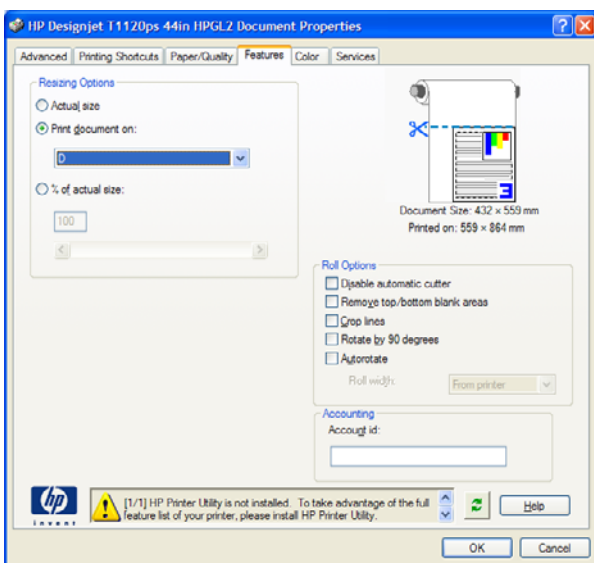 HP Designjet T1120ps 44in HPGL2 Document Properties
Advanced Printing Shortcuts Paper/Quality Features Color Services
Resizing Options
Actual size
Print document on:
D
% of actual size:
100
Document Size: 432 × 559 mm
Printed on: 559 × 864 mm
Roll Options
Disable automatic cutter
Remove top/bottom blank areas
Crop lines
Rotate by 90 degrees
Autorotate
Roll width: From printer
Accounting
Account id:
hp
invent
[1/1] HP Printer Utility is not installed. To take advantage of the full
feature list of your printer, please install HP Printer Utility.
Help
OK Cancel